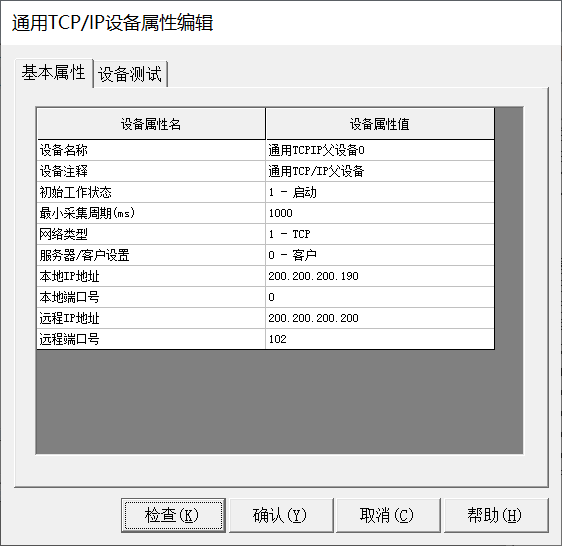 通用TCP/IP设备属性编辑
基本属性 设备测试
设备属性名 设备属性值
设备名称 通用TCPIP父设备0
设备注释 通用TCP/IP父设备
初始工作状态 1 - 启动
最小采集周期(ms) 1000
网络类型 1 - TCP
服务器/客户设置 0 - 客户
本地IP地址 200.200.200.190
本地端口号 0
远程IP地址 200.200.200.200
远程端口号 102
检查(K) 确认(Y) 取消(C) 帮助(H)